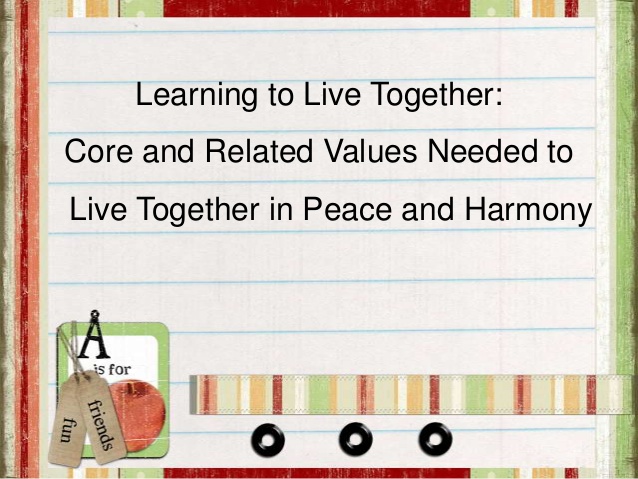 Learning to Live Together:
Core and Related Values Needed to
Live Together in Peace and Harmony
A
is for
friends
fun